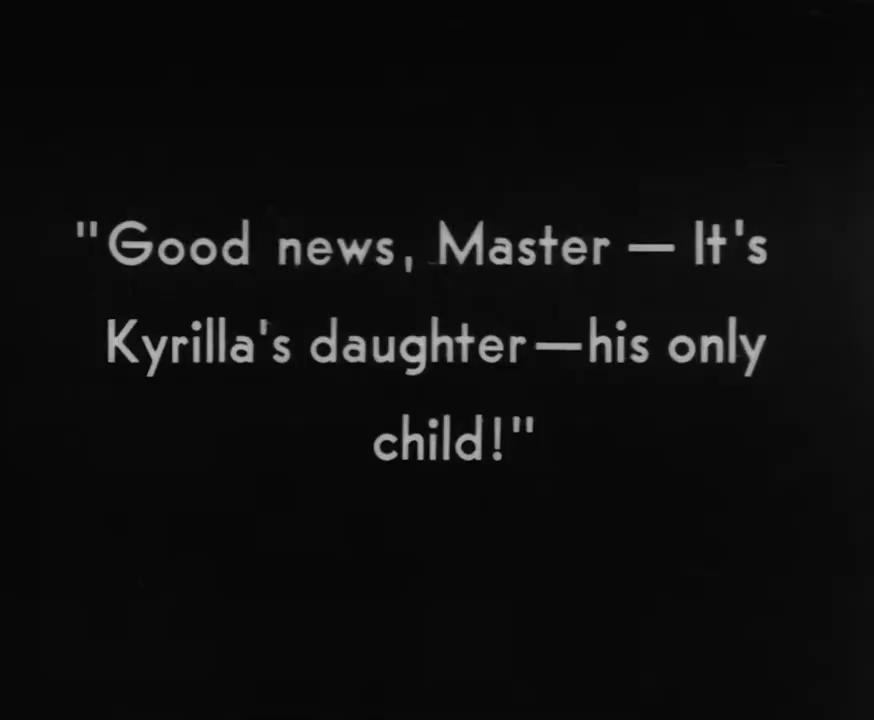 "Good news, Master — It's
Kyrilla's daughter—his only
child!"